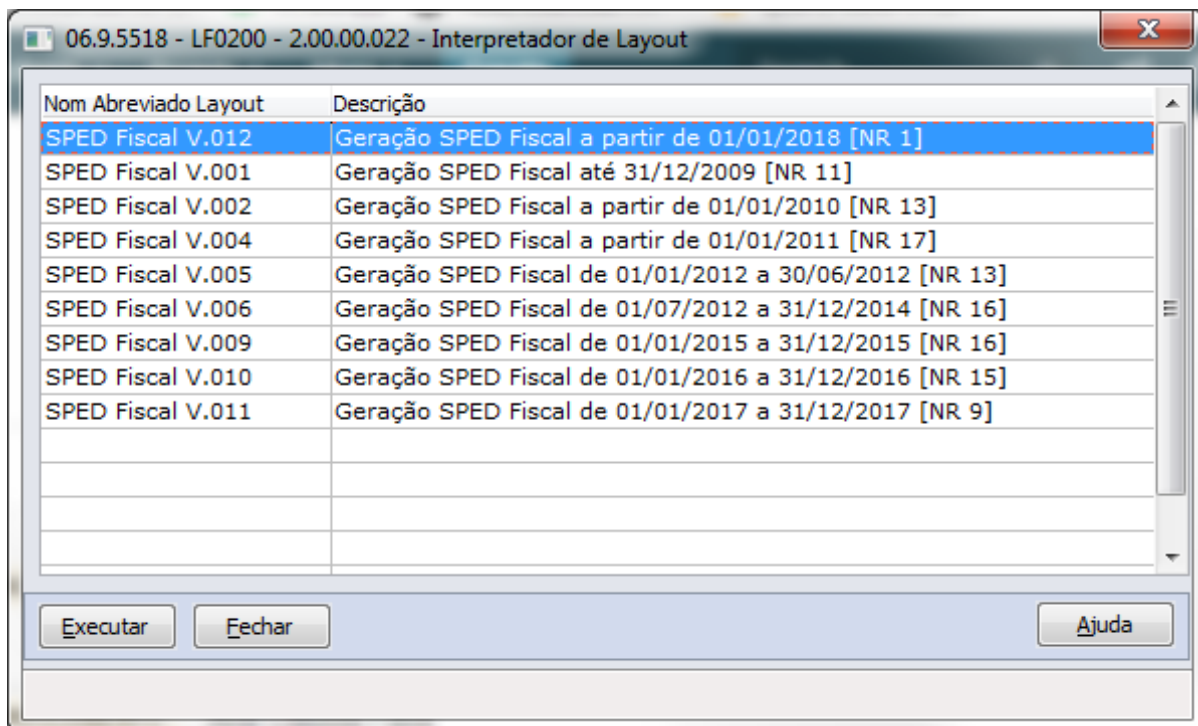 06.9.5518 - LF0200 - 2.00.00.022 - Interpretador de Layout
Nom Abreviado Layout Descrição
SPED Fiscal V.012 Geração SPED Fiscal a partir de 01/01/2018 [NR 1]
SPED Fiscal V.001 Geração SPED Fiscal até 31/12/2009 [NR 11]
SPED Fiscal V.002 Geração SPED Fiscal a partir de 01/01/2010 [NR 13]
SPED Fiscal V.004 Geração SPED Fiscal a partir de 01/01/2011 [NR 17]
SPED Fiscal V.005 Geração SPED Fiscal de 01/01/2012 a 30/06/2012 [NR 13]
SPED Fiscal V.006 Geração SPED Fiscal de 01/07/2012 a 31/12/2014 [NR 16]
SPED Fiscal V.009 Geração SPED Fiscal de 01/01/2015 a 31/12/2015 [NR 16]
SPED Fiscal V.010 Geração SPED Fiscal de 01/01/2016 a 31/12/2016 [NR 15]
SPED Fiscal V.011 Geração SPED Fiscal de 01/01/2017 a 31/12/2017 [NR 9]
Executar Fechar Ajuda